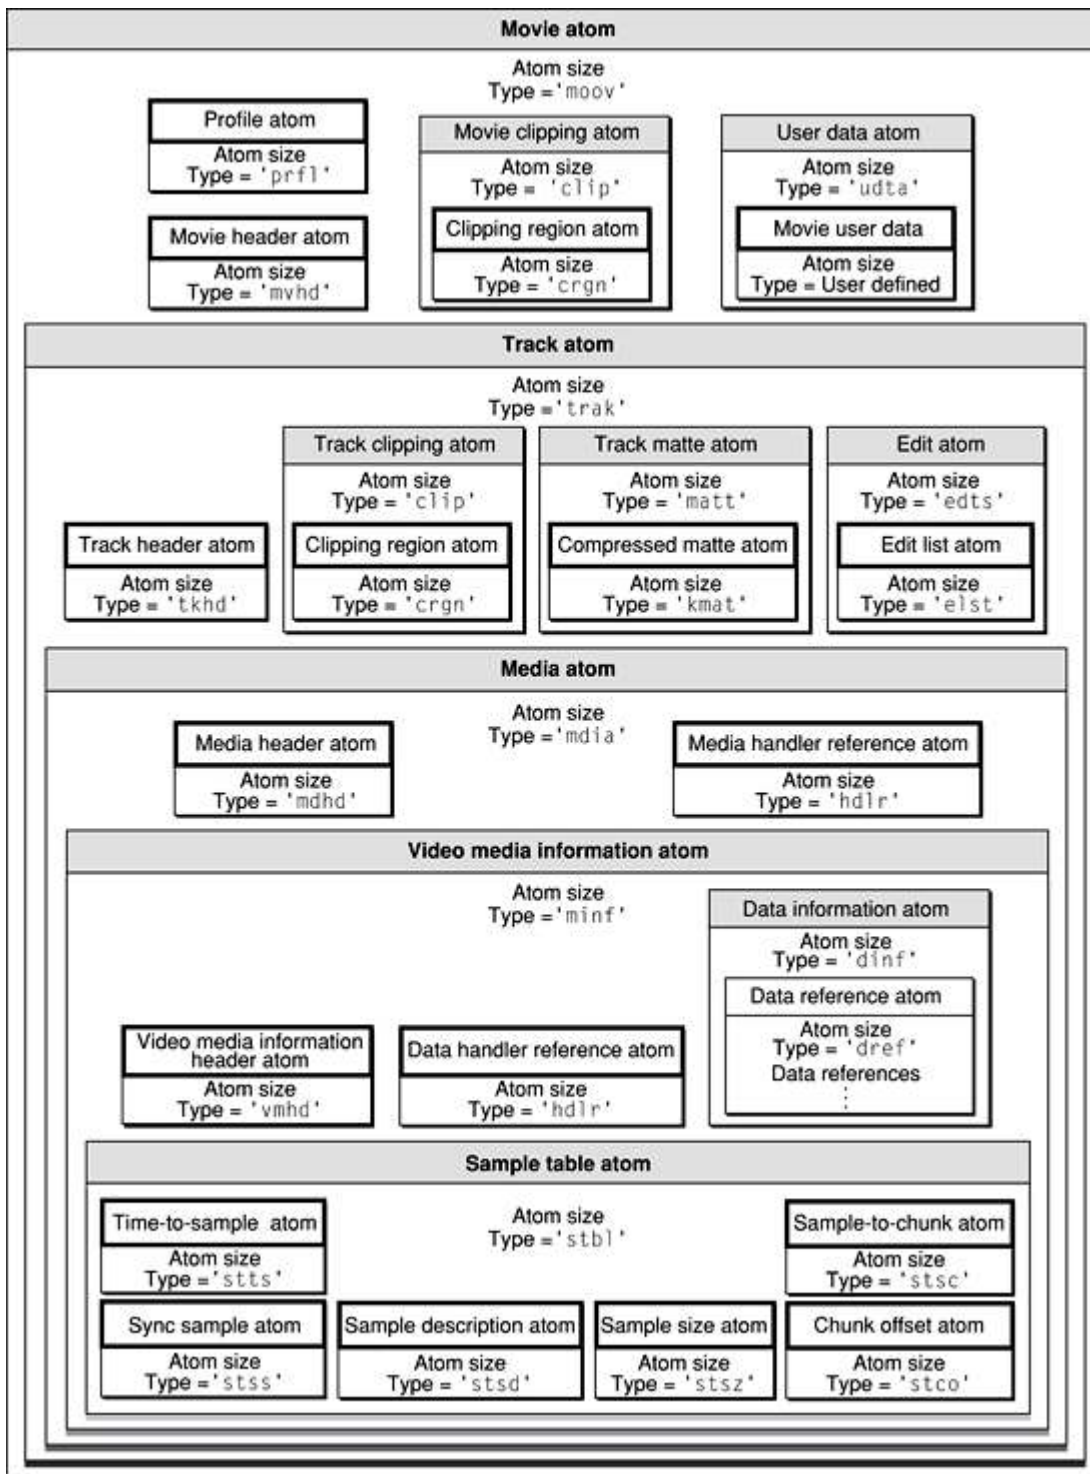 Movie atom
Atom size
Type ='moov'
Profile atom
Atom size
Type = 'prfl'
Movie header atom
Atom size
Type ='mvhd'
Movie clipping atom
Atom size
Type = 'clip'
Clipping region atom
Atom size
Type = 'crgn'
User data atom
Atom size
Type = 'udta'
Movie user data
Atom size
Type = User defined
Track atom
Atom size
Type ='trak'
Track header atom
Atom size
Type = 'tkhd'
Track clipping atom
Atom size
Type = 'clip'
Clipping region atom
Atom size
Type = 'crgn'
Track matte atom
Atom size
Type = 'matt'
Compressed matte atom
Atom size
Type = 'kmat'
Edit atom
Atom size
Type = 'edts'
Edit list atom
Atom size
Type = 'elst'
Media atom
Atom size
Type ='mdia'
Media header atom
Atom size
Type = 'mdhd'
Media handler reference atom
Atom size
Type = 'hdlr'
Video media information atom
Atom size
Type ='minf'
Video media information
header atom
Atom size
Type = 'vmhd'
Data handler reference atom
Atom size
Type = 'hdlr'
Data information atom
Atom size
Type = 'dinf'
Data reference atom
Atom size
Type = 'dref'
Data references
⋮
Sample table atom
Atom size
Type ='stbl'
Time-to-sample atom
Atom size
Type ='stts'
Sample-to-chunk atom
Atom size
Type = 'stsc'
Sync sample atom
Atom size
Type ='stss'
Sample description atom
Atom size
Type = 'stsd'
Sample size atom
Atom size
Type ='stsz'
Chunk offset atom
Atom size
Type = 'stco'